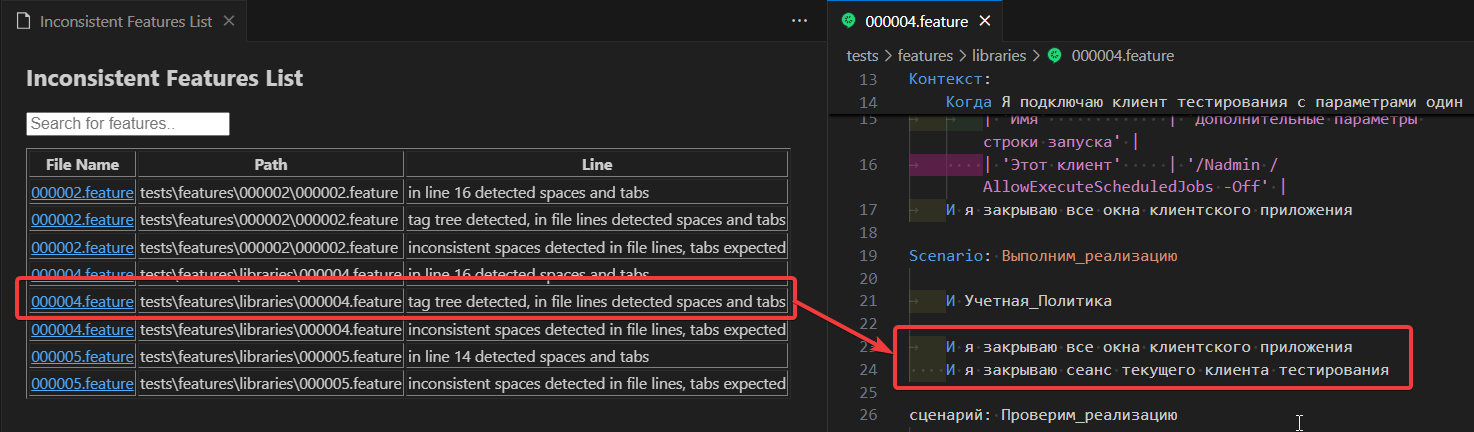 Inconsistent Features List
Inconsistent Features List
Search for features..
File Name Path Line
000002.feature tests\features\000002\000002.feature in line 16 detected spaces and tabs
000002.feature tests\features\000002\000002.feature tag tree detected, in file lines detected spaces and tabs
000002.feature tests\features\000002\000002.feature inconsistent spaces detected in file lines, tabs expected
000004.feature tests\features\libraries\000004.feature in line 16 detected spaces and tabs
000004.feature tests\features\libraries\000004.feature tag tree detected, in file lines detected spaces and tabs
000004.feature tests\features\libraries\000004.feature inconsistent spaces detected in file lines, tabs expected
000005.feature tests\features\libraries\000005.feature in line 14 detected spaces and tabs
000005.feature tests\features\libraries\000005.feature inconsistent spaces detected in file lines, tabs expected
000004.feature
tests > features > libraries > 000004.feature
13 Контекст:
14 Когда Я подключаю клиент тестирования с параметрами один
15 | 'Имя' | 'Дополнительные параметры
строки запуска' |
16 | 'Этот клиент' | '/Nadmin /
AllowExecuteScheduledJobs -Off' |
17 И я закрываю все окна клиентского приложения
18
19 Scenario: Выполним_реализацию
20
21 И Учетная_Политика
22
23 И я закрываю все окна клиентского приложения
24 И я закрываю сеанс текущего клиента тестирования
25
26 сценарий: Проверим_реализацию